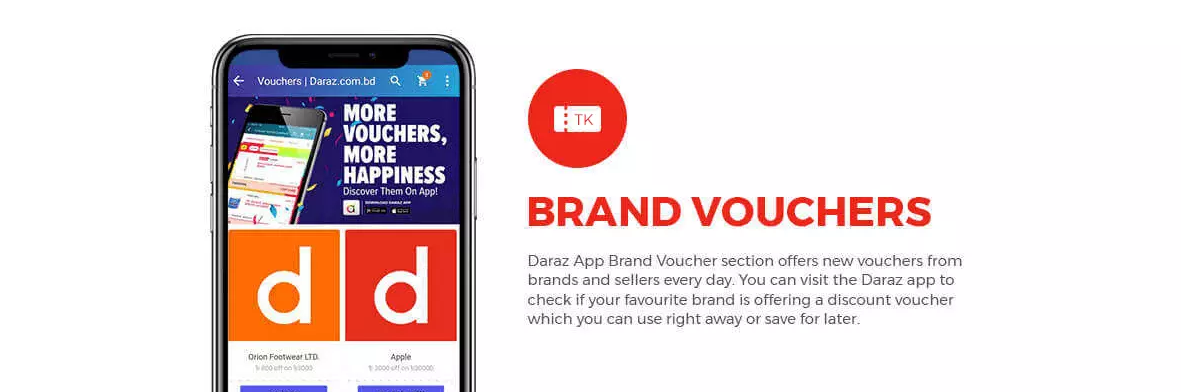 Vouchers | Daraz.com.bd
MORE
VOUCHERS,
MORE
HAPPINESS
Discover Them On App!
DOWNLOAD DARAZ APP
d d
Orion Footwear LTD. Apple
TK
BRAND VOUCHERS
Daraz App Brand Voucher section offers new vouchers from
brands and sellers every day. You can visit the Daraz app to
check if your favourite brand is offering a discount voucher
which you can use right away or save for later.